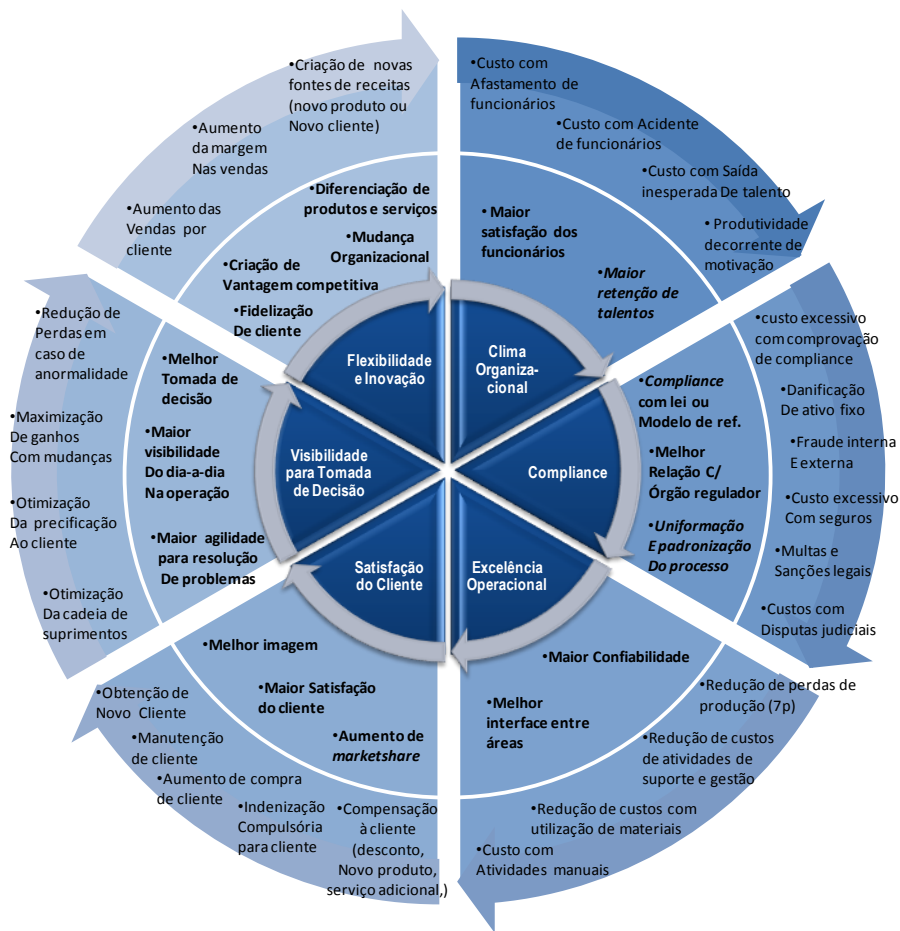 •Criação de novas
fontes de receitas
(novo produto ou
Novo cliente)
•Aumento
da margem
Nas vendas
•Aumento das
Vendas por
cliente
•Diferenciação de
produtos e serviços
•Mudança
Organizacional
•Criação de
Vantagem competitiva
•Fidelização
De cliente
Flexibilidade
e Inovação
•Custo com
Afastamento de
funcionários
•Custo com Acidente
de funcionários
•Custo com Saída
inesperada De talento
•Produtividade
decorrente de
motivação
•Maior
satisfação dos
funcionários
•Maior
retenção de
talentos
Clima
Organiza-
cional
•custo excessivo
com comprovação
de compliance
•Danificação
De ativo fixo
•Fraude interna
E externa
•Custo excessivo
Com seguros
•Multas e
Sanções legais
•Custos com
Disputas judiciais
•Compliance
com lei ou
Modelo de ref.
•Melhor
Relação C/
Órgão regulador
•Uniformação
E padronização
Do processo
Compliance
•Redução de perdas de
produção (7p)
•Redução de custos
de atividades de
suporte e gestão
•Redução de custos com
utilização de materiais
•Custo com
Atividades manuais
•Maior Confiabilidade
•Melhor
interface entre
áreas
Excelência
Operacional
•Melhor imagem
•Maior Satisfação
do cliente
•Aumento de
marketshare
Satisfação
do Cliente
•Obtenção de
Novo Cliente
•Manutenção
de cliente
•Aumento de compra
de cliente
•Indenização
Compulsória
para cliente
•Compensação
à cliente
(desconto,
Novo produto,
serviço adicional,)
•Redução de
Perdas em
caso de
anormalidade
•Maximização
De ganhos
Com mudanças
•Otimização
Da precificação
Ao cliente
•Otimização
Da cadeia de
suprimentos
•Melhor
Tomada de
decisão
•Maior
visibilidade
Do dia-a-dia
Na operação
•Maior agilidade
para resolução
De problemas
Visibilidade
para Tomada
de Decisão